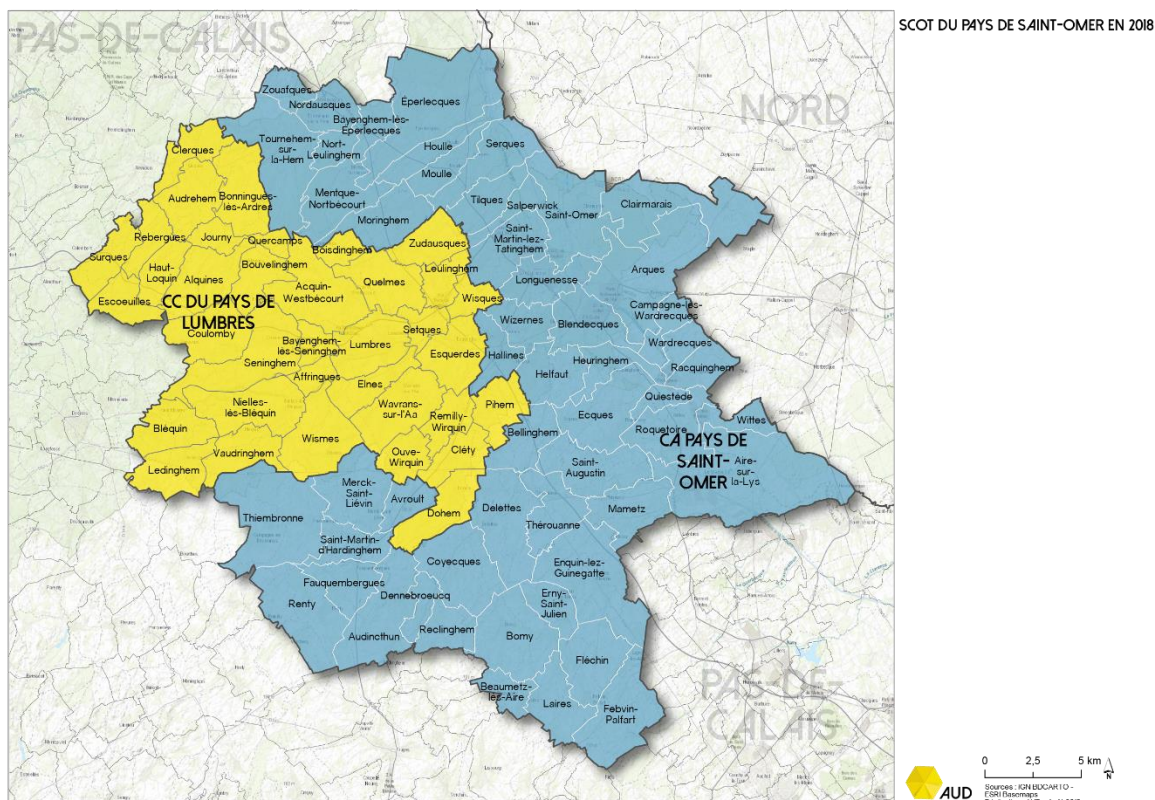 SCOT DU PAYS DE SAINT-OMER EN 2018
PAS-DE-CALAIS
NORD
Zouafques
Nordausques
Éperlecques
Bayenghem-lès-
Éperlecques
Tournehem-
sur-
la-Hem
Nort-
Leulinghem
Houlle
Serques
Clerques
Moulle
Audrehem
Bonningues-
lès-Ardres
Mentque-
Nortbécourt
Moringhem
Tilques
Salperwick
Saint-Omer
Clairmarais
Rebergues
Journy
Quercamps
Boisdinghem
Zudausques
Saint-
Martin-lez-
Tatinghem
Surques
Haut-
Loquin
Alquines
Bouvelinghem
Quelmes
Leulinghem
Longuenesse
Arques
Escoeuilles
CC DU PAYS DE
LUMBRES
Acquin-
Westbécourt
Wisques
Campagne-lès-
Wardrecques
Coulomby
Setques
Wizernes
Blendecques
Bayenghem-
lès-Seninghem
Lumbres
Esquerdes
Hallines
Wardrecques
Seninghem
Heuringhem
Racquinghem
Affringues
Elnes
Helfaut
Quiestède
Nielles-
lès-Bléquin
Wavrans-
sur-l'Aa
Remilly-
Wirquin
Pihem
Ecques
Wittes
Bléquin
Wismes
Bellinghem
Roquetoire
CA PAYS DE
SAINT-
OMER
Aire-
sur-
la-Lys
Vaudringhem
Ouve-
Wirquin
Cléty
Ledinghem
Saint-
Augustin
Merck-
Saint-
Liévin
Avroult
Dohem
Delettes
Mametz
Thiembronne
Thérouanne
Saint-Martin-
d'Hardinghem
Coyecques
Enquin-lez-
Guinegatte
Fauquembergues
Dennebroeucq
Erny-
Saint-
Julien
Renty
Audincthun
Reclinghem
Bomy
Fléchin
Beaumetz-
lès-Aire
Laires
Febvin-
Palfart
PAS-DE-
CALAIS
AUD
0 2,5 5 km
N
Sources : IGN BDCARTO -
ESRI Basemaps